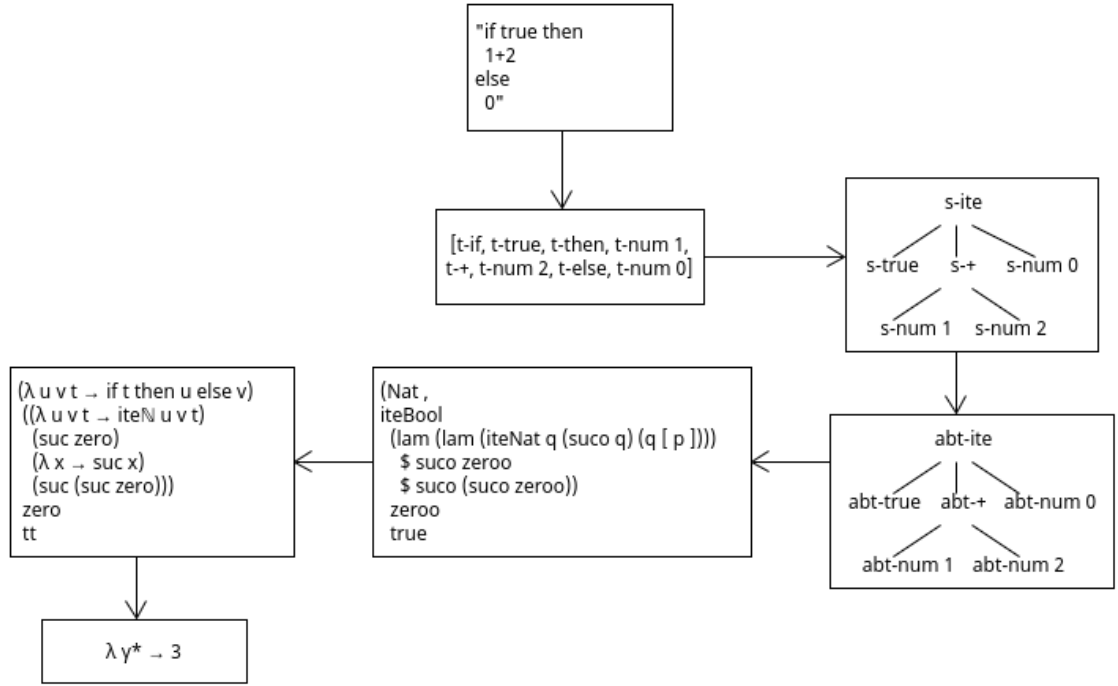 "if true then
1+2
else
0"
[t-if, t-true, t-then, t-num 1,
t-+, t-num 2, t-else, t-num 0]
s-ite
s-true s-+ s-num 0
s-num 1 s-num 2
abt-ite
abt-true abt-+ abt-num 0
abt-num 1 abt-num 2
(Nat ,
iteBool
(lam (lam (iteNat q (suco q) (q [ p ])))
$ suco zeroo
$ suco (suco zeroo))
zeroo
true
(λ u v t → if t then u else v)
((λ u v t → iteℕ u v t)
(suc zero)
(λ x → suc x)
(suc (suc zero)))
zero
tt
λ γ* → 3